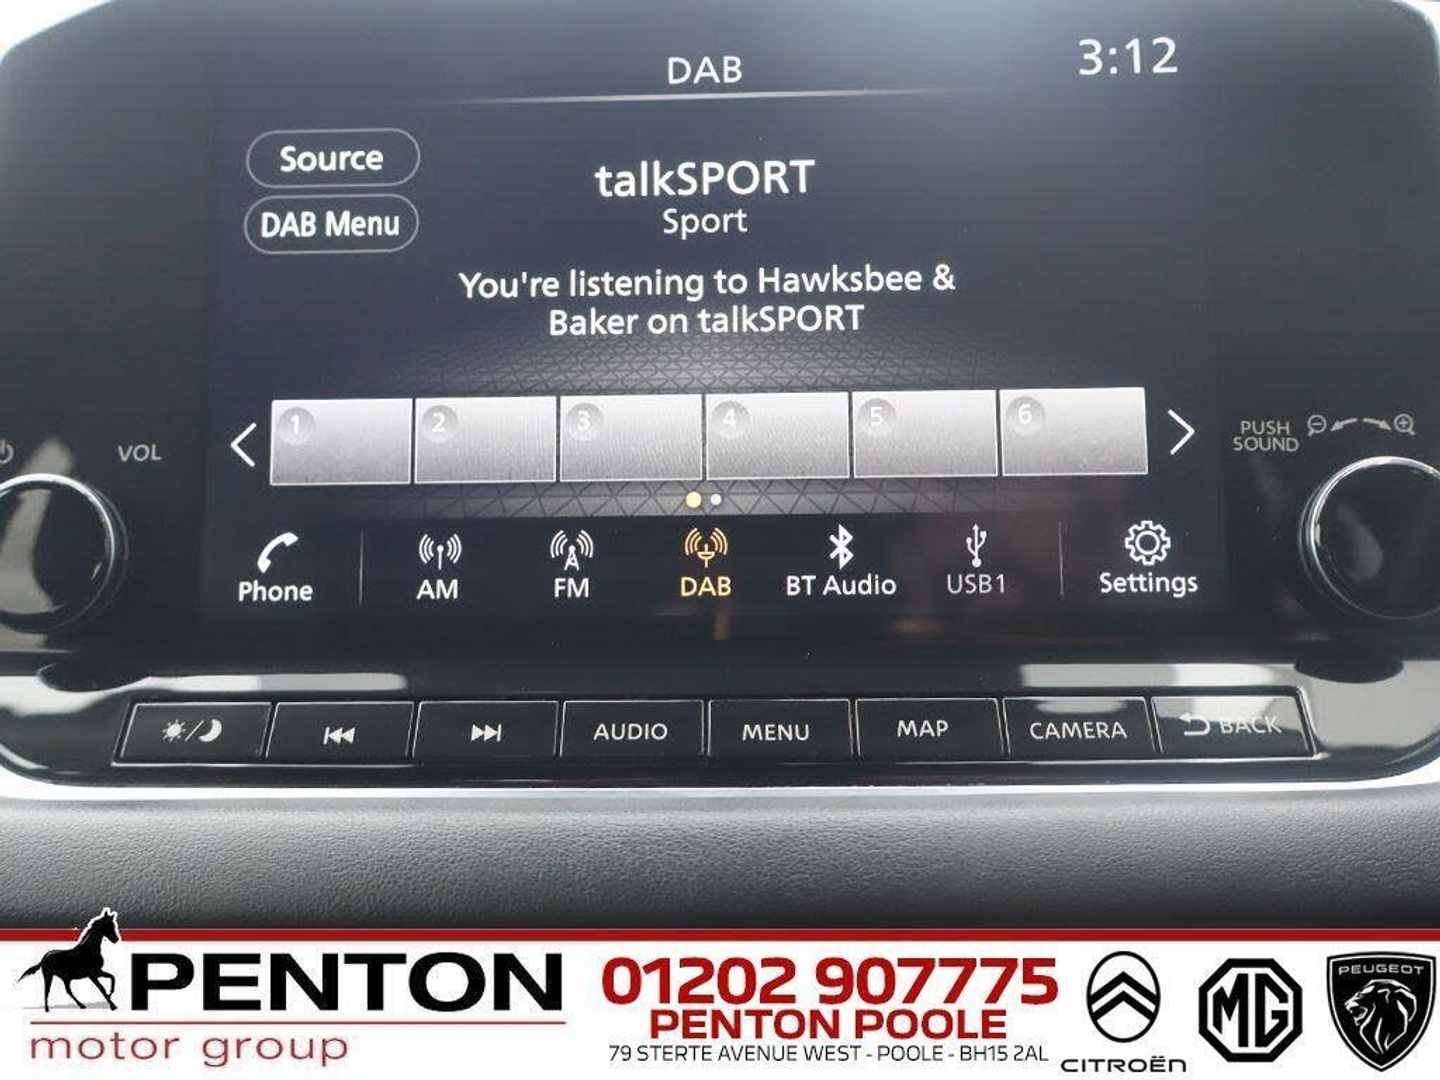 DAB
3:12
Source
DAB Menu
talkSPORT
Sport
You're listening to Hawksbee &
Baker on talkSPORT
1 2 3 4 5 6
VOL
PUSH
SOUND
Phone AM FM DAB BT Audio USB1 Settings
AUDIO MENU MAP CAMERA BACK
PENTON
motor group
01202 907775
PENTON POOLE
79 STERTE AVENUE WEST - POOLE - BH15 2AL
CITROËN
MG
PEUGEOT